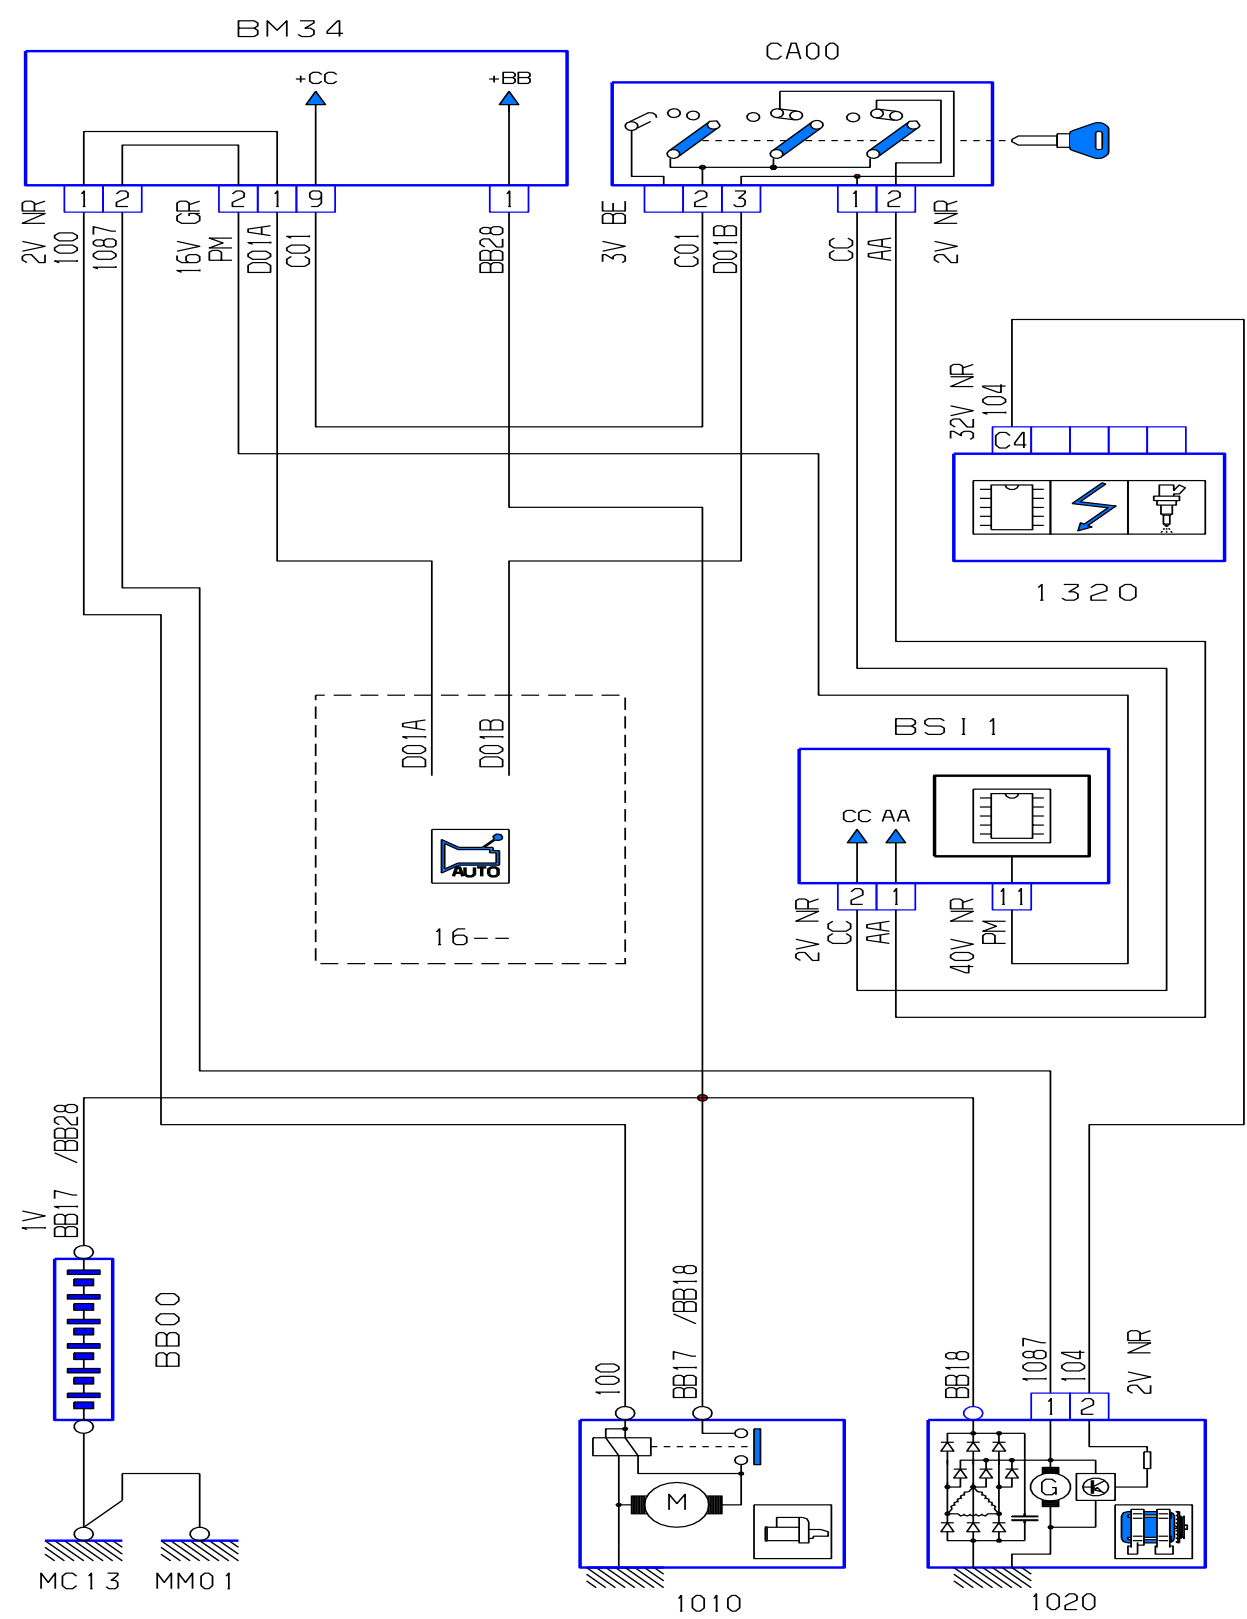 BM34
CA00
+CC
+BB
1
2
2
1
9
1
2
3
1
2
2V NR
100
1087
16V GR
PM
D01A
C01
BB28
3V BE
C01
D01B
CC
AA
2V NR
32V NR
104
C4
1320
D01A
D01B
AUTO
16--
BSI1
CC AA
2
1
11
2V NR
CC
AA
40V NR
PM
1V
BB17 /BB28
BB00
MC13
MM01
100
BB17 /BB18
M
1010
BB18
1087
104
2V NR
1
2
G
1020